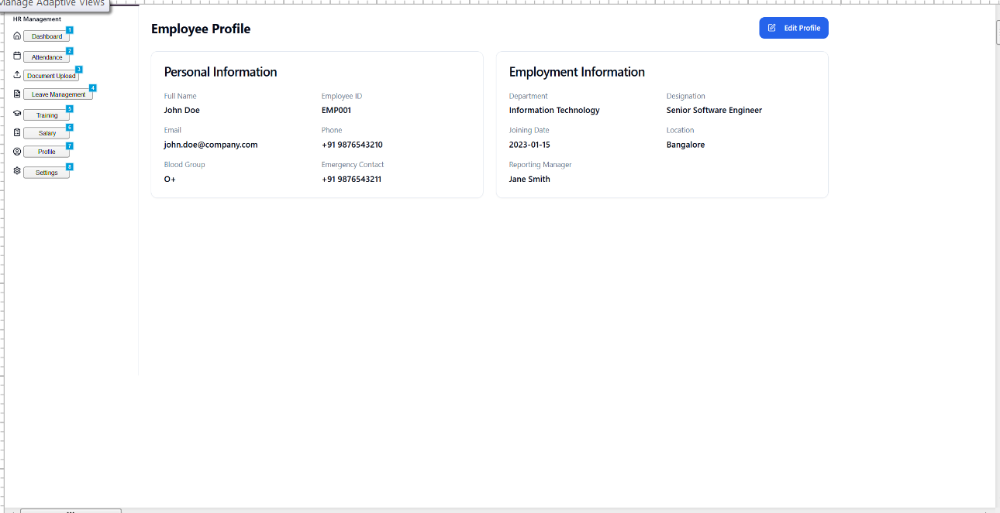 Manage Adaptive Views
HR Management
Dashboard 1
Attendance 2
Document Upload 3
Leave Management 4
Training 5
Salary 6
Profile 7
Settings 8
Employee Profile
Edit Profile
Personal Information
Full Name Employee ID
John Doe EMP001
Email Phone
john.doe@company.com +91 9876543210
Blood Group Emergency Contact
O+ +91 9876543211
Employment Information
Department Designation
Information Technology Senior Software Engineer
Joining Date Location
2023-01-15 Bangalore
Reporting Manager
Jane Smith